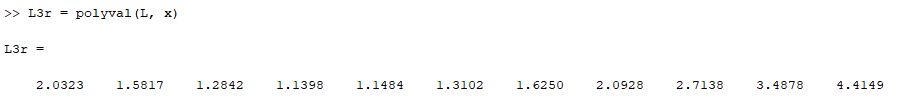 >> L3r = polyval(L, x)
L3r =
2.0323 1.5817 1.2842 1.1398 1.1484 1.3102 1.6250 2.0928 2.7138 3.4878 4.4149